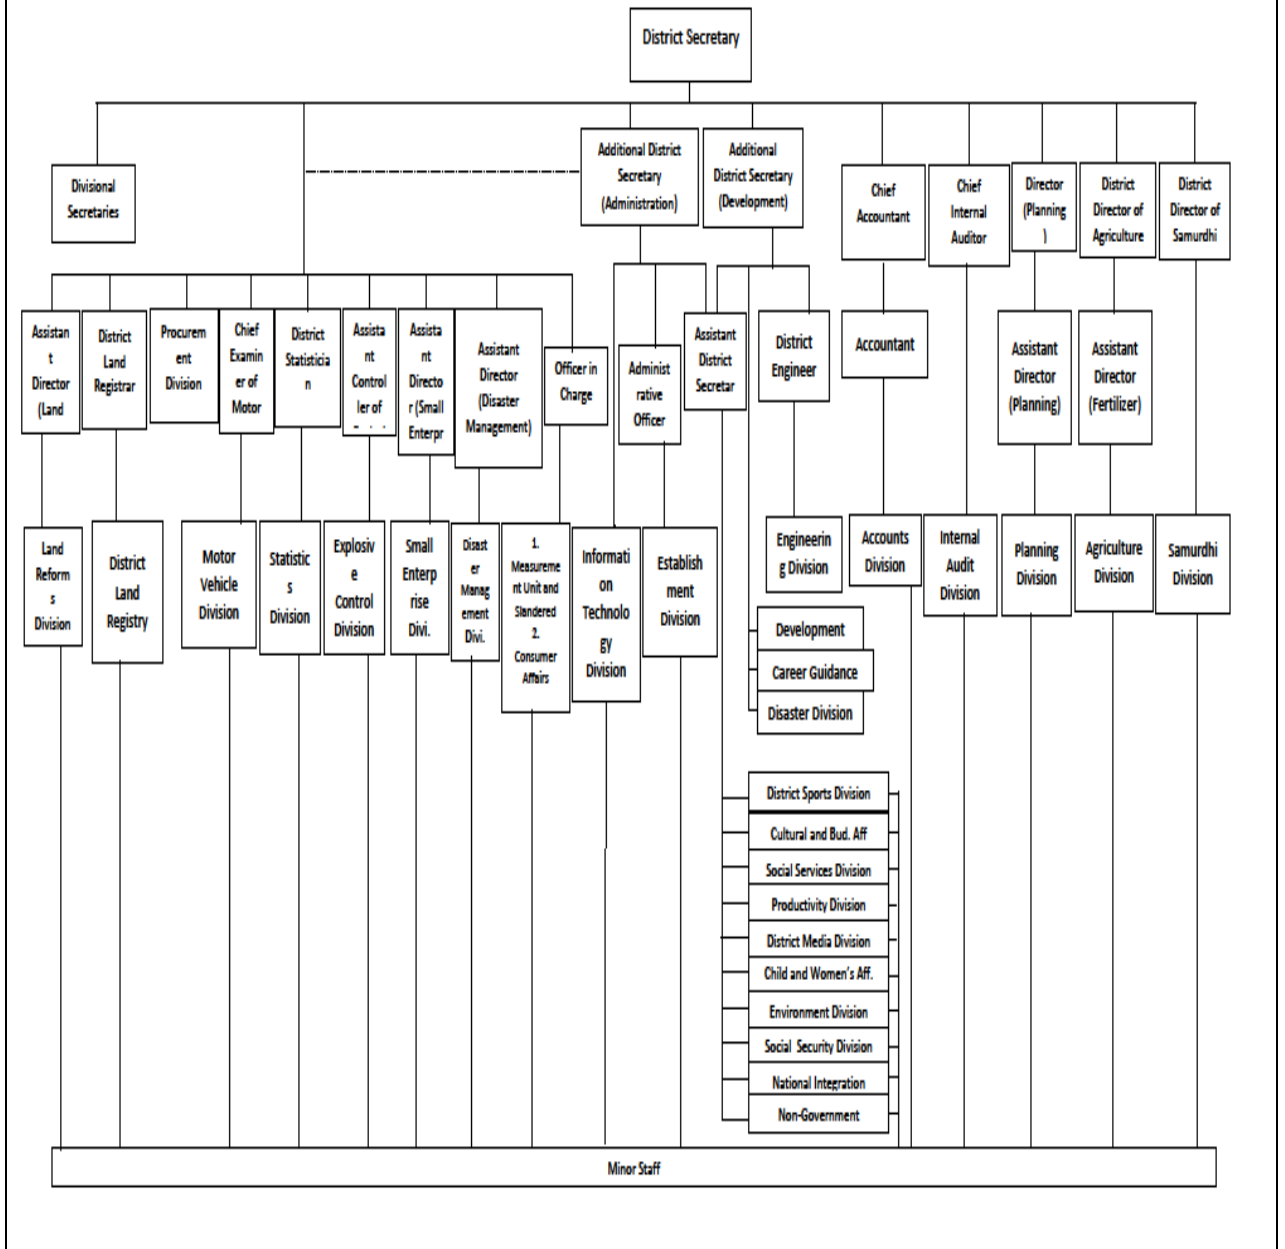 District Secretary
Additional District
Secretary
(Administration)
Additional
District Secretary
(Development)
Divisional
Secretaries
Chief
Accountant
Chief
Internal
Auditor
Director
(Planning
)
District
Director of
Agriculture
District
Director of
Samurdhi
Assistan
t
Director
(Land
District
Land
Registrar
Procurem
ent
Division
Chief
Examin
er of
Motor
District
Statisticia
n
Assista
nt
Control
ler of
Assista
nt
Directo
r (Small
Enterpr
Assistant
Director
(Disaster
Management)
Officer in
Charge
Administ
rative
Officer
Assistant
District
Secretar
District
Engineer
Accountant
Assistant
Director
(Planning)
Assistant
Director
(Fertilizer)
Land
Reform
s
Division
District
Land
Registry
Motor
Vehicle
Division
Statistic
s
Division
Explosiv
e
Control
Division
Small
Enterp
rise
Divi.
Disast
er
Manag
ement
Divi.
1.
Measureme
nt Unit and
Slandered
2.
Consumer
Affairs
Informati
on
Technolo
gy
Division
Establish
ment
Division
Engineerin
g Division
Accounts
Division
Internal
Audit
Division
Planning
Division
Agriculture
Division
Samurdhi
Division
Development
Career Guidance
Disaster Division
District Sports Division
Cultural and Bud. Aff
Social Services Division
Productivity Division
District Media Division
Child and Women's Aff.
Environment Division
Social Security Division
National Integration
Non-Government
Minor Staff